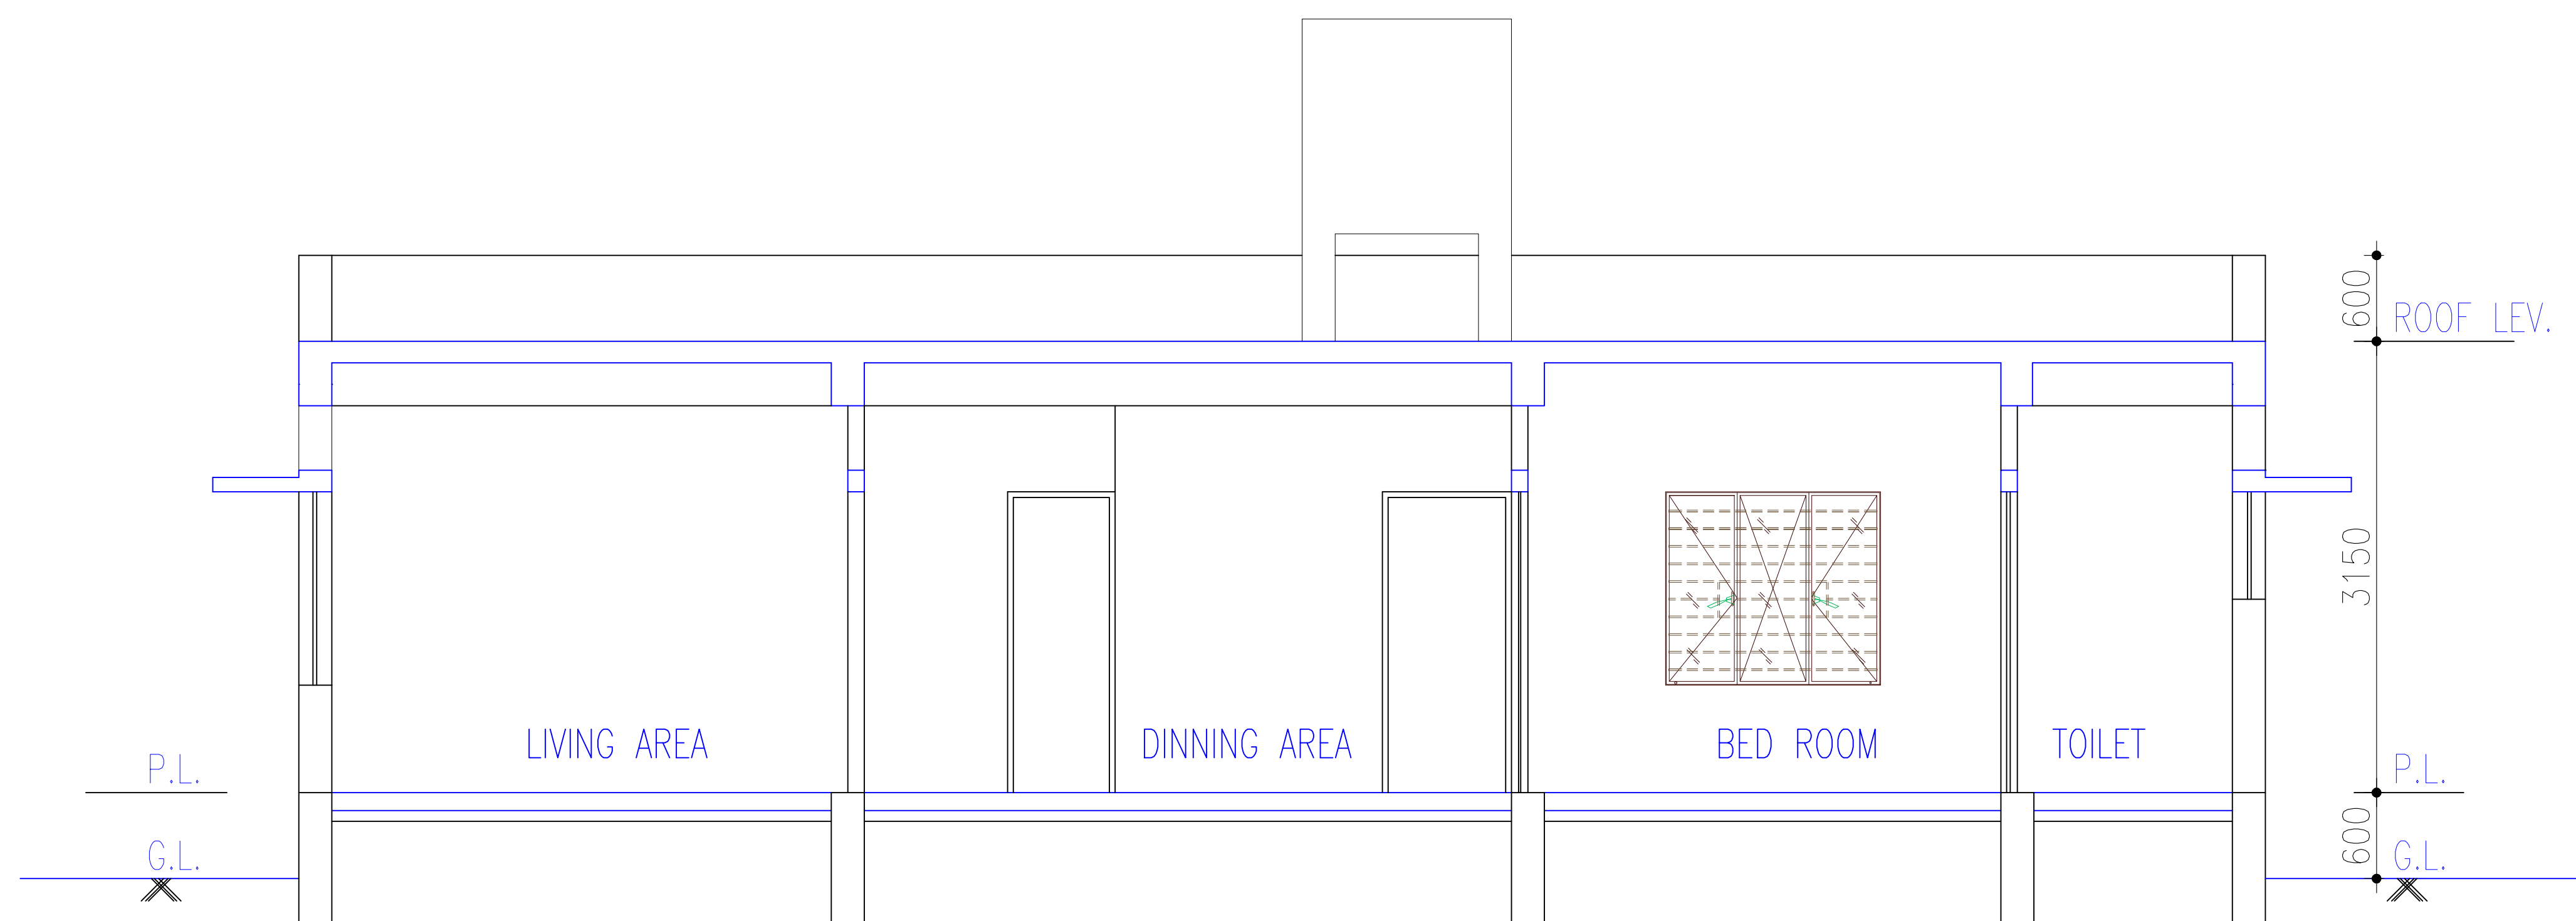 600
ROOF LEV.
3150
LIVING AREA
DINNING AREA
BED ROOM
TOILET
P.L.
P.L.
600
G.L.
G.L.